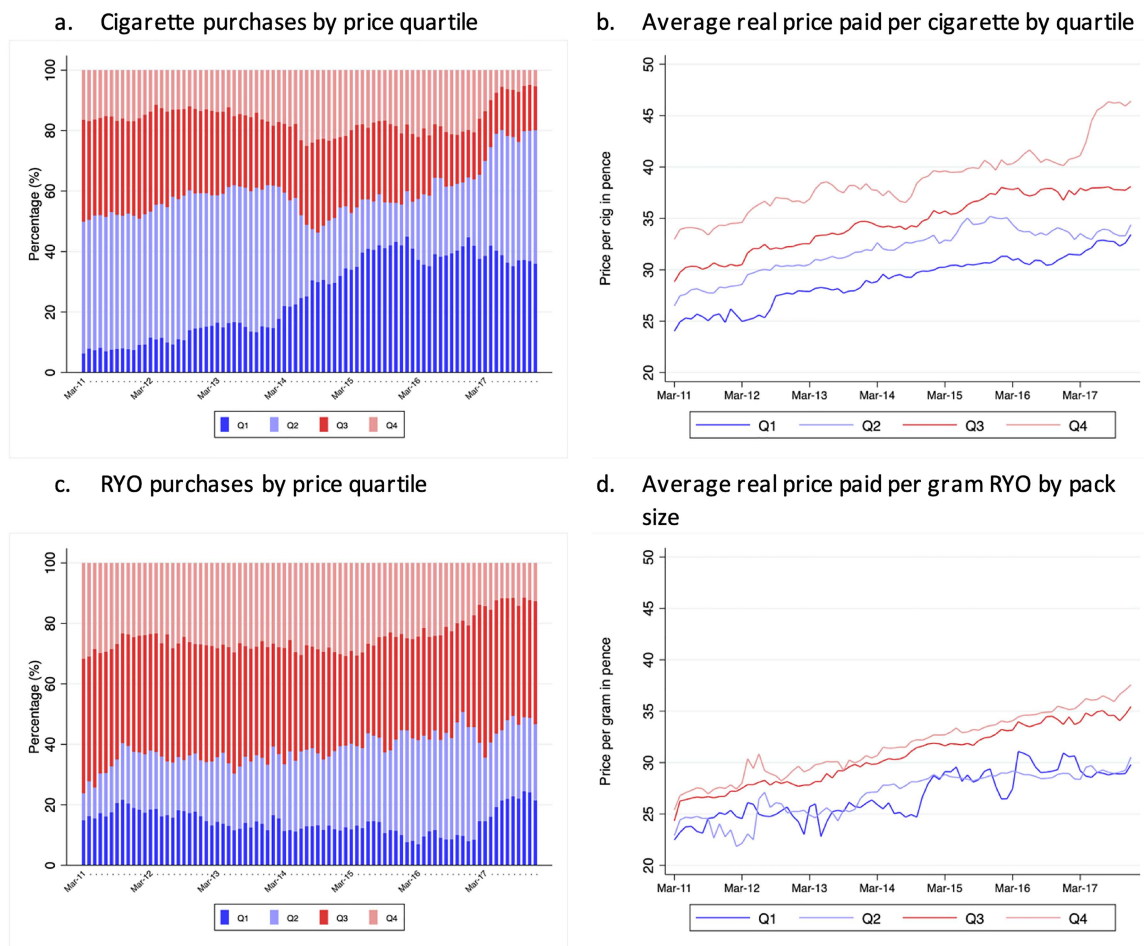 a. Cigarette purchases by price quartile
100
80
60
40
20
0
Percentage (%)
Mar-11
Mar-12
Mar-13
Mar-14
Mar-15
Mar-16
Mar-17
Q1 Q2 Q3 Q4
b. Average real price paid per cigarette by quartile
50
45
40
35
30
25
20
Price per cig in pence
Mar-11 Mar-12 Mar-13 Mar-14 Mar-15 Mar-16 Mar-17
Q1 Q2 Q3 Q4
c. RYO purchases by price quartile
100
80
60
40
20
0
Percentage (%)
Mar-11
Mar-12
Mar-13
Mar-14
Mar-15
Mar-16
Mar-17
Q1 Q2 Q3 Q4
d. Average real price paid per gram RYO by pack
size
50
45
40
35
30
25
20
Price per gram in pence
Mar-11 Mar-12 Mar-13 Mar-14 Mar-15 Mar-16 Mar-17
Q1 Q2 Q3 Q4